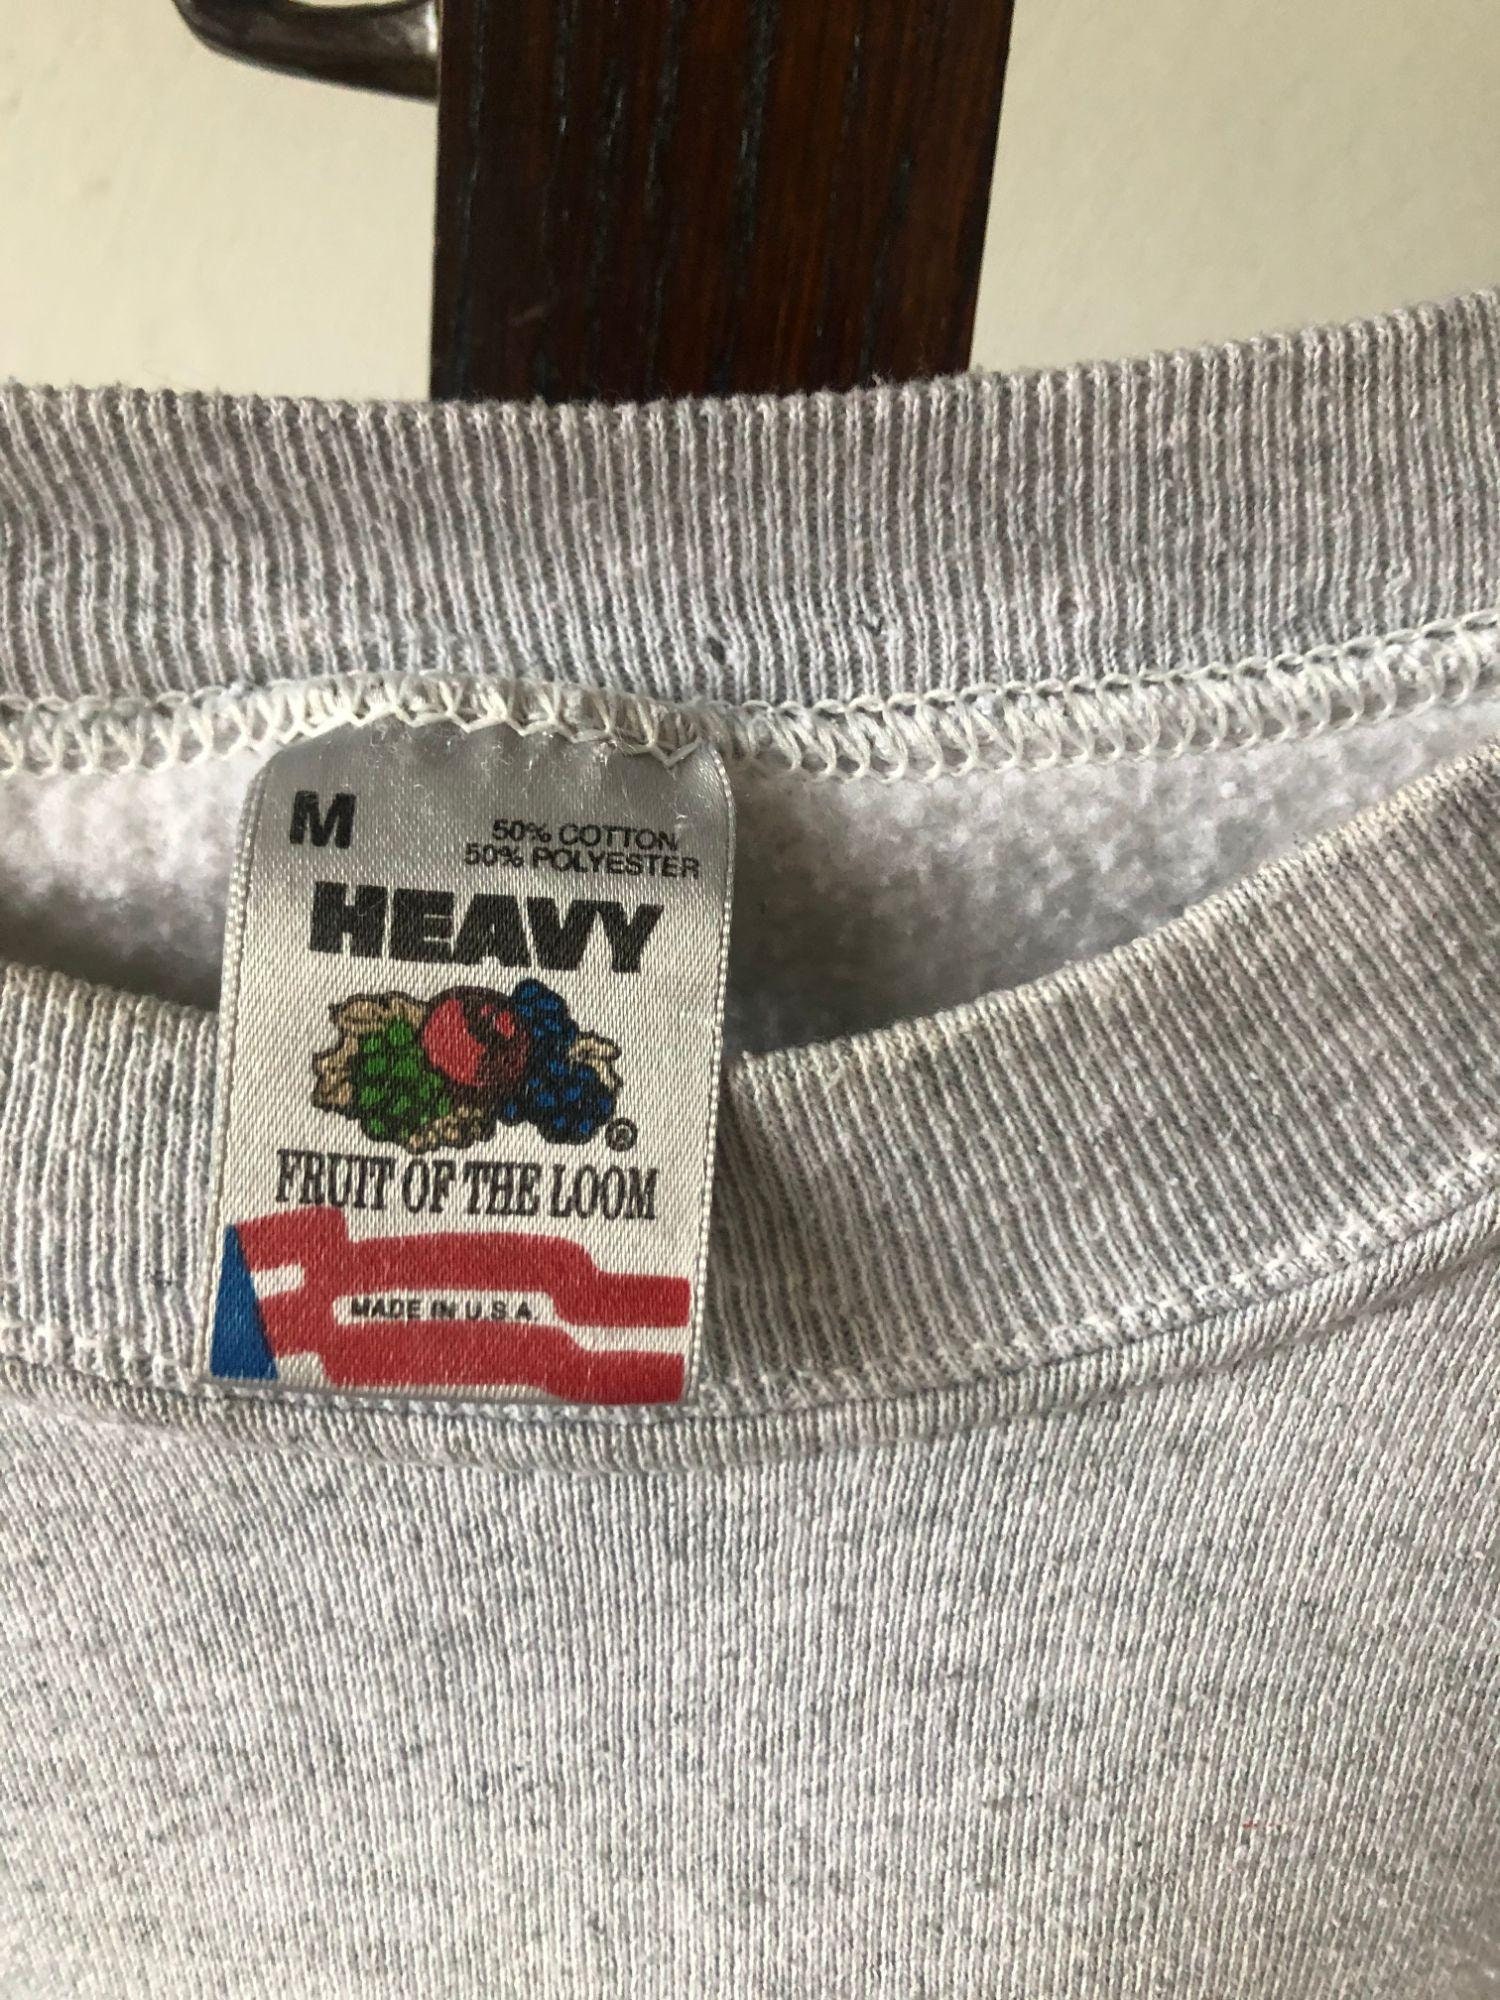 M
50% COTTON
50% POLYESTER
HEAVY
®
FRUIT OF THE LOOM
MADE IN U.S.A.